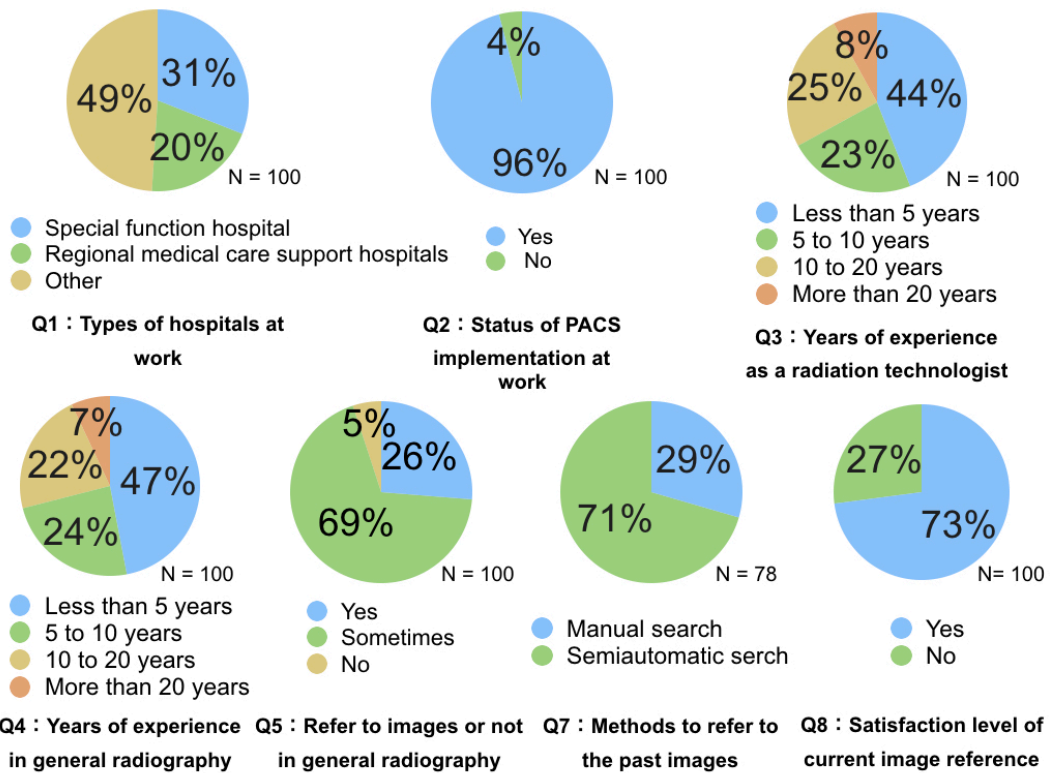 31%
49%
20%
N = 100
Special function hospital
Regional medical care support hospitals
Other
Q1：Types of hospitals at
work
4%
96%
N = 100
Yes
No
Q2：Status of PACS
implementation at
work
8%
25%
44%
23%
N = 100
Less than 5 years
5 to 10 years
10 to 20 years
More than 20 years
Q3：Years of experience
as a radiation technologist
7%
22%
47%
24%
N = 100
Less than 5 years
5 to 10 years
10 to 20 years
More than 20 years
Q4：Years of experience
in general radiography
5%
26%
69%
N = 100
Yes
Sometimes
No
Q5：Refer to images or not
in general radiography
29%
71%
N = 78
Manual search
Semiautomatic serch
Q7：Methods to refer to
the past images
27%
73%
N= 100
Yes
No
Q8：Satisfaction level of
current image reference